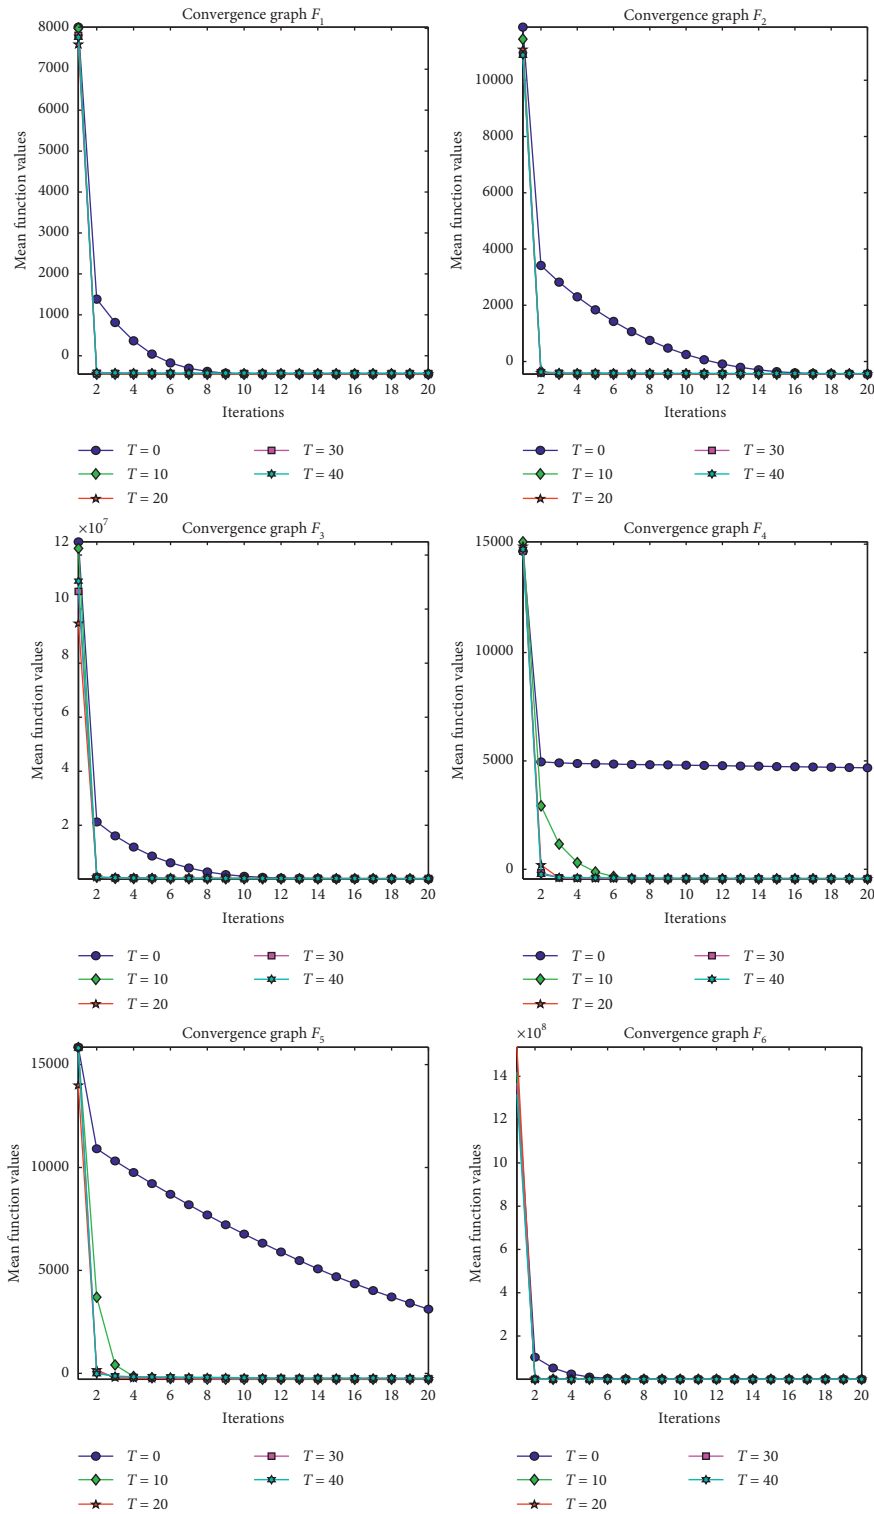 Convergence graph F1
8000
7000
6000
5000
4000
3000
2000
1000
0
Mean function values
2 4 6 8 10 12 14 16 18 20
Iterations
T = 0
T = 10
T = 20
T = 30
T = 40
Convergence graph F2
10000
8000
6000
4000
2000
0
Mean function values
2 4 6 8 10 12 14 16 18 20
Iterations
T = 0
T = 10
T = 20
T = 30
T = 40
×10^7
Convergence graph F3
12
10
8
6
4
2
Mean function values
2 4 6 8 10 12 14 16 18 20
Iterations
T = 0
T = 10
T = 20
T = 30
T = 40
Convergence graph F4
15000
10000
5000
0
Mean function values
2 4 6 8 10 12 14 16 18 20
Iterations
T = 0
T = 10
T = 20
T = 30
T = 40
Convergence graph F5
15000
10000
5000
0
Mean function values
2 4 6 8 10 12 14 16 18 20
Iterations
T = 0
T = 10
T = 20
T = 30
T = 40
×10^8
Convergence graph F6
14
12
10
8
6
4
2
Mean function values
2 4 6 8 10 12 14 16 18 20
Iterations
T = 0
T = 10
T = 20
T = 30
T = 40